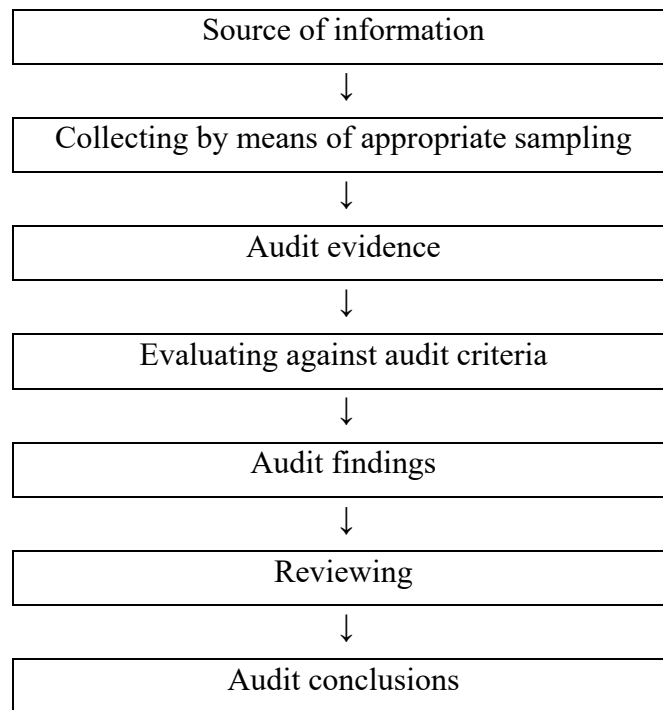 Source of information
↓
Collecting by means of appropriate sampling
↓
Audit evidence
↓
Evaluating against audit criteria
↓
Audit findings
↓
Reviewing
↓
Audit conclusions